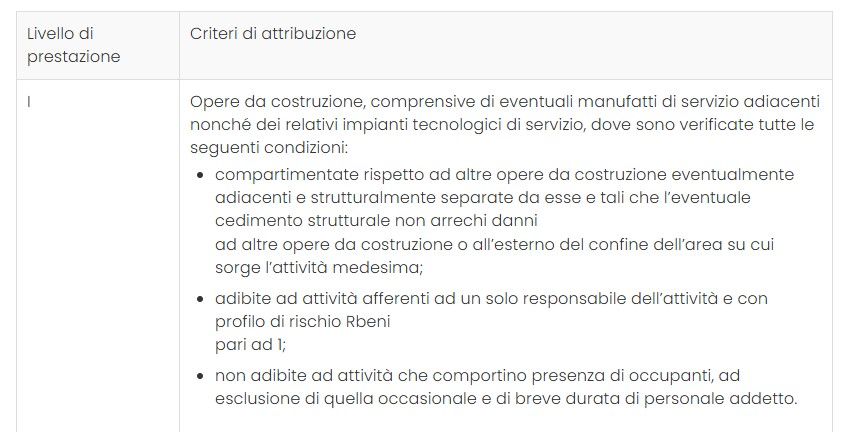 Livello di
prestazione
Criteri di attribuzione
I
Opere da costruzione, comprensive di eventuali manufatti di servizio adiacenti
nonché dei relativi impianti tecnologici di servizio, dove sono verificate tutte le
seguenti condizioni:
• compartimentate rispetto ad altre opere da costruzione eventualmente
adiacenti e strutturalmente separate da esse e tali che l’eventuale
cedimento strutturale non arrechi danni
ad altre opere da costruzione o all’esterno del confine dell’area su cui
sorge l’attività medesima;
• adibite ad attività afferenti ad un solo responsabile dell’attività e con
profilo di rischio Rbeni
pari ad 1;
• non adibite ad attività che comportino presenza di occupanti, ad
esclusione di quella occasionale e di breve durata di personale addetto.